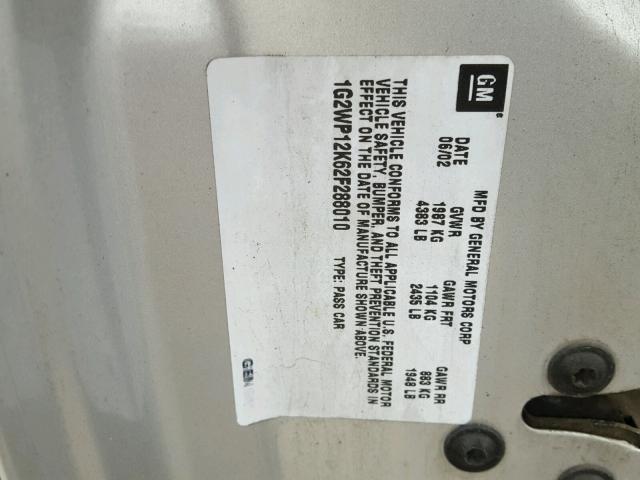 GM
MFD BY GENERAL MOTORS CORP
DATE GVWR GAWR FRT GAWR RR
06/02 1987 KG 1104 KG 883 KG
4383 LB 2435 LB 1948 LB
THIS VEHICLE CONFORMS TO ALL APPLICABLE U.S. FEDERAL MOTOR
VEHICLE SAFETY, BUMPER, AND THEFT PREVENTION STANDARDS IN
EFFECT ON THE DATE OF MANUFACTURE SHOWN ABOVE.
1G2WP12K62F288010 TYPE: PASS CAR